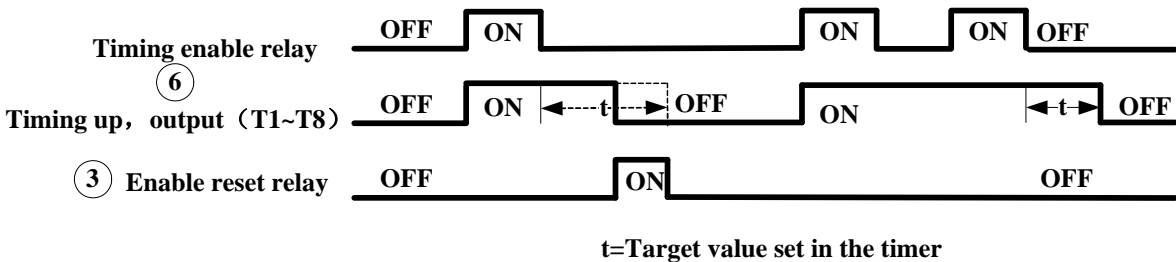 OFF ON ON ON OFF
Timing enable relay
⑥
OFF ON t OFF ON t OFF
Timing up，output（T1~T8）
③ Enable reset relay OFF ON OFF
t=Target value set in the timer